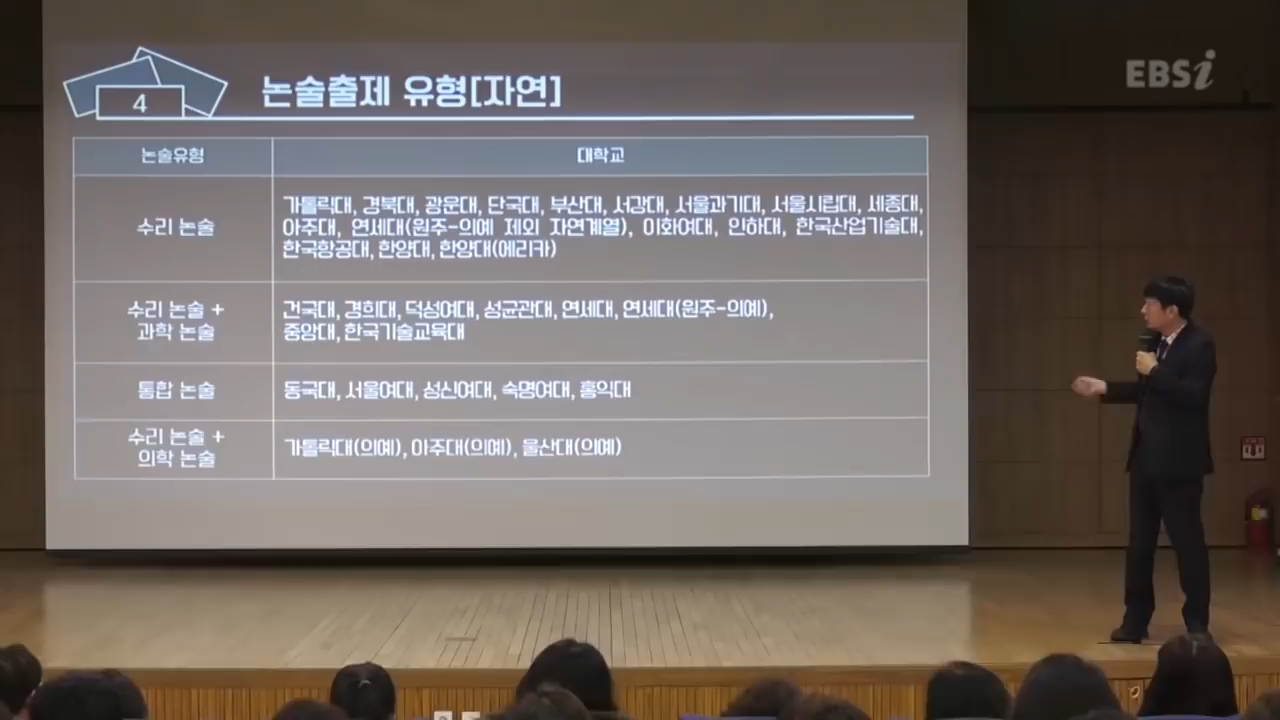 EBSi
4
논술출제 유형[자연]
논술유형
대학교
수리 논술
가톨릭대, 경북대, 광운대, 단국대, 부산대, 서강대, 서울과기대, 서울시립대, 세종대,
아주대, 연세대(원주-의예 제외 자연계열), 이화여대, 인하대, 한국산업기술대,
한국항공대, 한양대, 한양대(에리카)
수리 논술 +
과학 논술
건국대, 경희대, 덕성여대, 성균관대, 연세대, 연세대(원주-의예),
중앙대, 한국기술교육대
통합 논술
동국대, 서울여대, 성신여대, 숙명여대, 홍익대
수리 논술 +
의학 논술
가톨릭대(의예), 아주대(의예), 울산대(의예)